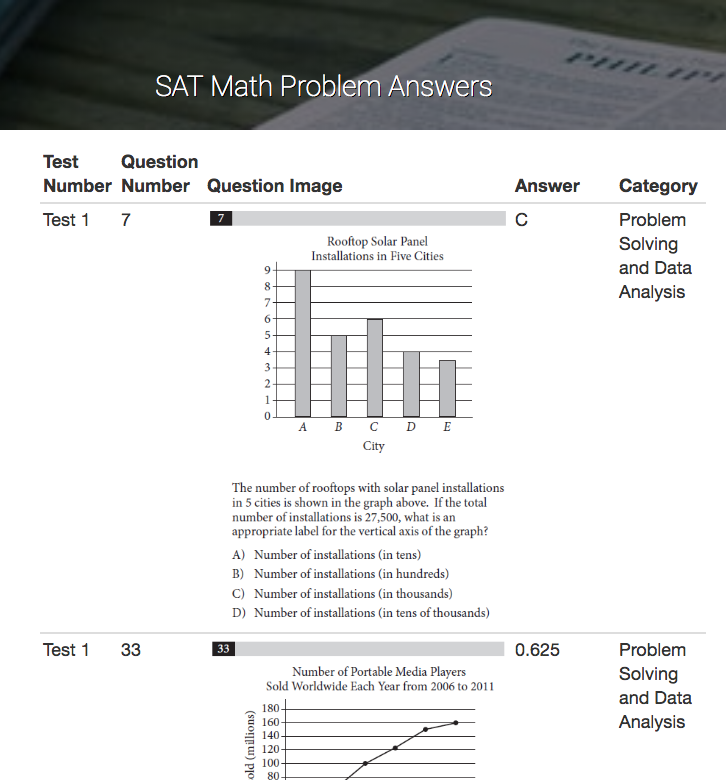 PHILIP
SAT Math Problem Answers
Test Number
Question Number
Question Image
Answer
Category
Test 1
7
7
C
Problem
Solving
and Data
Analysis
Rooftop Solar Panel
Installations in Five Cities
9
8
7
6
5
4
3
2
1
0
A B C D E
City
The number of rooftops with solar panel installations
in 5 cities is shown in the graph above. If the total
number of installations is 27,500, what is an
appropriate label for the vertical axis of the graph?
A) Number of installations (in tens)
B) Number of installations (in hundreds)
C) Number of installations (in thousands)
D) Number of installations (in tens of thousands)
Test 1
33
33
0.625
Problem
Solving
and Data
Analysis
Number of Portable Media Players
Sold Worldwide Each Year from 2006 to 2011
180
160
140
120
100
80
(millions)